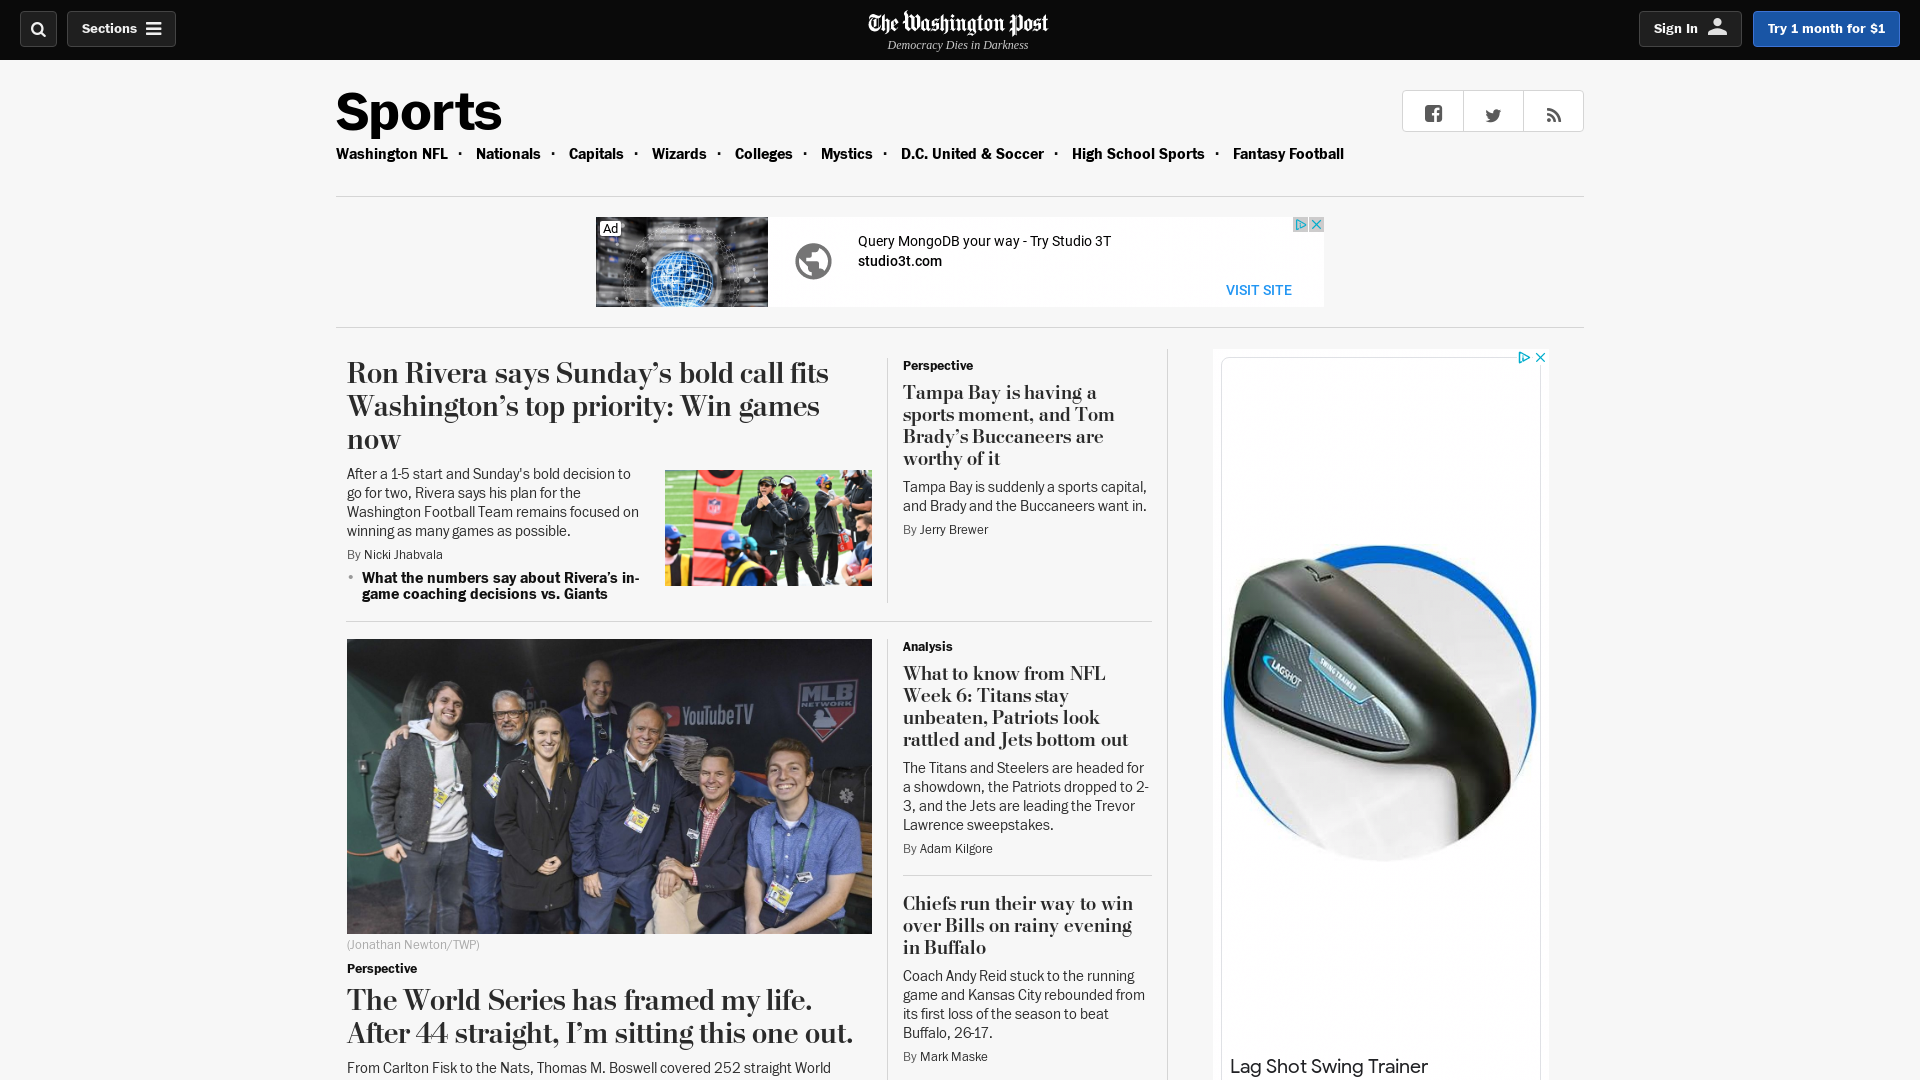 Sections
The Washington Post
Democracy Dies in Darkness
Sign In
Try 1 month for $1
Sports
Washington NFL · Nationals · Capitals · Wizards · Colleges · Mystics · D.C. United & Soccer · High School Sports · Fantasy Football
Ad
Query MongoDB your way - Try Studio 3T
studio3t.com
VISIT SITE
Ron Rivera says Sunday’s bold call fits
Washington’s top priority: Win games
now
After a 1-5 start and Sunday's bold decision to
go for two, Rivera says his plan for the
Washington Football Team remains focused on
winning as many games as possible.
By Nicki Jhabvala
• What the numbers say about Rivera’s in-
game coaching decisions vs. Giants
NFL
Perspective
Tampa Bay is having a
sports moment, and Tom
Brady’s Buccaneers are
worthy of it
Tampa Bay is suddenly a sports capital,
and Brady and the Buccaneers want in.
By Jerry Brewer
YouTubeTV
MLB
NETWORK
(Jonathan Newton/TWP)
Perspective
The World Series has framed my life.
After 44 straight, I’m sitting this one out.
From Carlton Fisk to the Nats, Thomas M. Boswell covered 252 straight World
Analysis
What to know from NFL
Week 6: Titans stay
unbeaten, Patriots look
rattled and Jets bottom out
The Titans and Steelers are headed for
a showdown, the Patriots dropped to 2-
3, and the Jets are leading the Trevor
Lawrence sweepstakes.
By Adam Kilgore
Chiefs run their way to win
over Bills on rainy evening
in Buffalo
Coach Andy Reid stuck to the running
game and Kansas City rebounded from
its first loss of the season to beat
Buffalo, 26-17.
By Mark Maske
LAGSHOT
SWING TRAINER
Lag Shot Swing Trainer